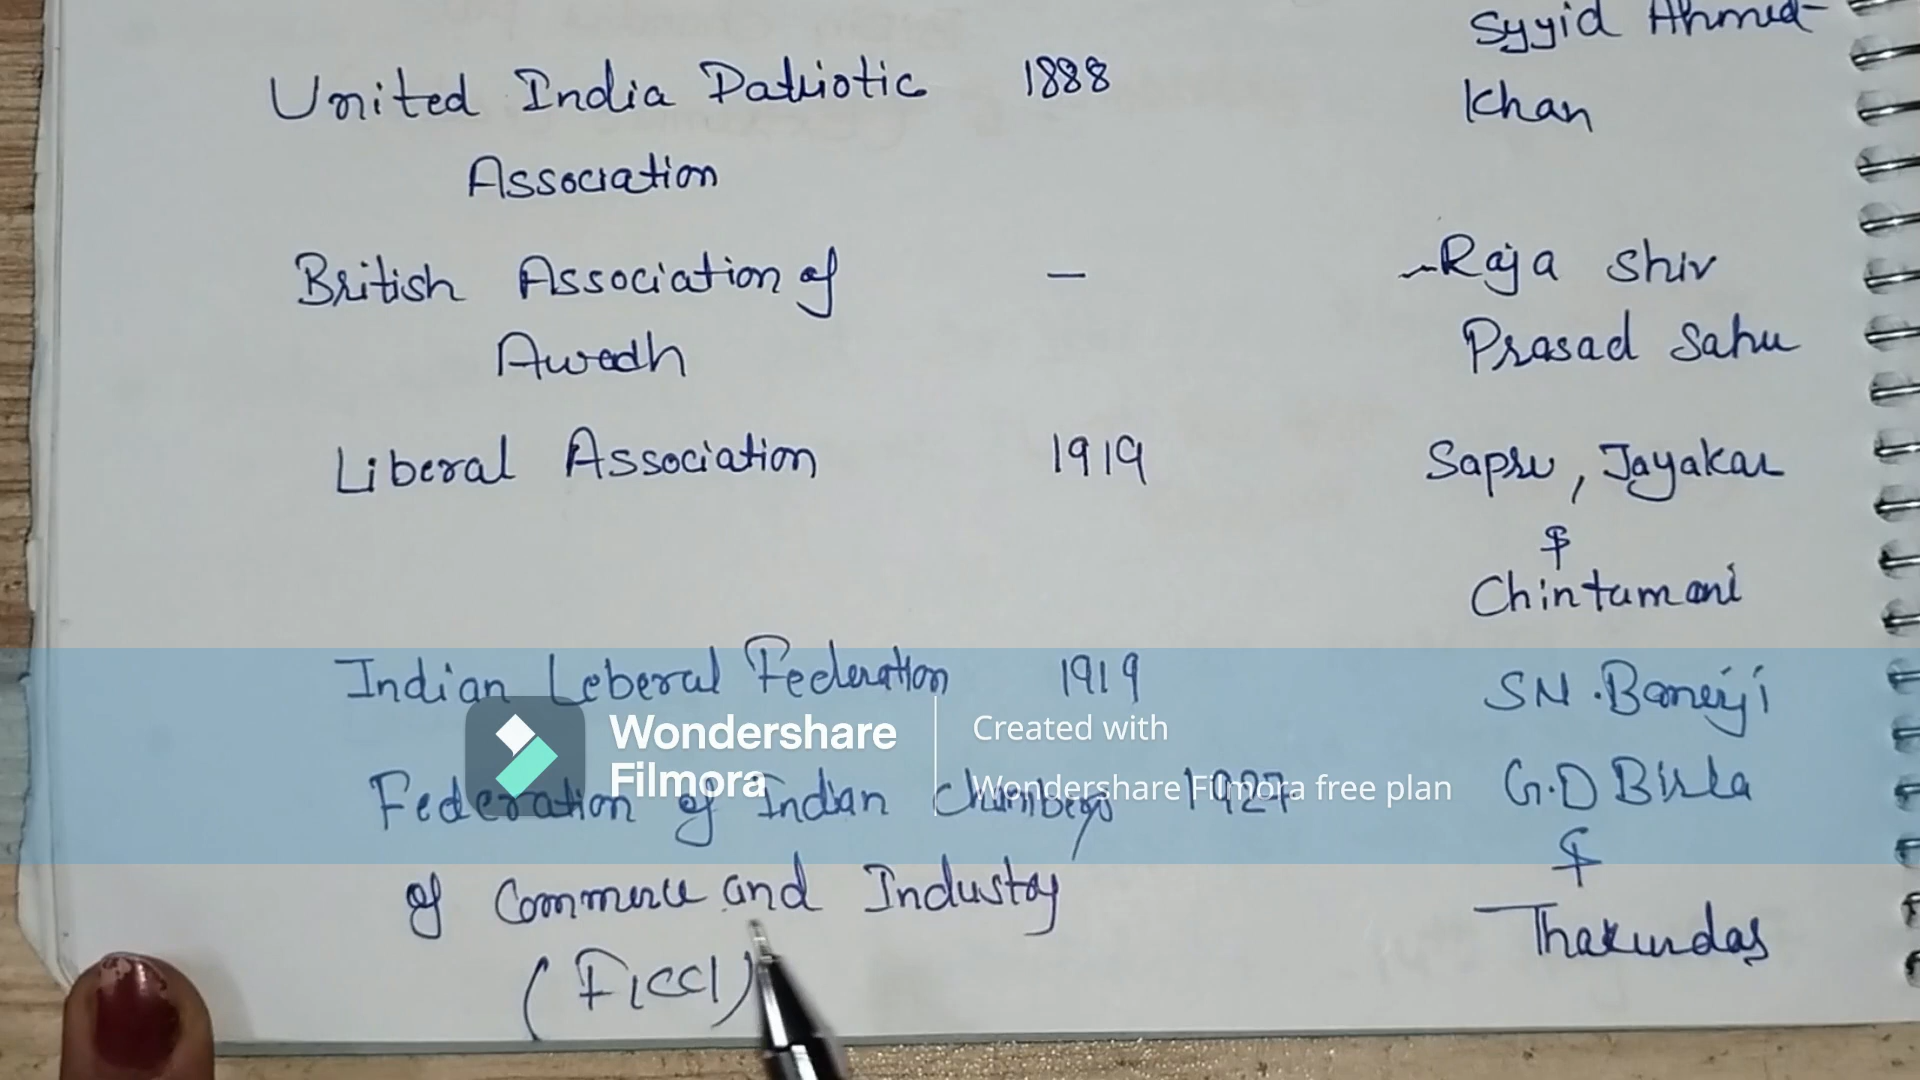 Syyid Ahmed
United India Patriotic 1888 Khan
Association
British Association of - Raja Shiv
Awadh Prasad Sahu
Liberal Association 1919 Sapru, Jayakar
&
Chintamani
Indian Leberal Federation 1919 SN.Banerji
Wondershare Filmora
Created with
Wondershare Filmora free plan
Federation of Indian Chambers 1927 G.D Birla
&
of Commerce and Industry Thakurdas
(FICCI)